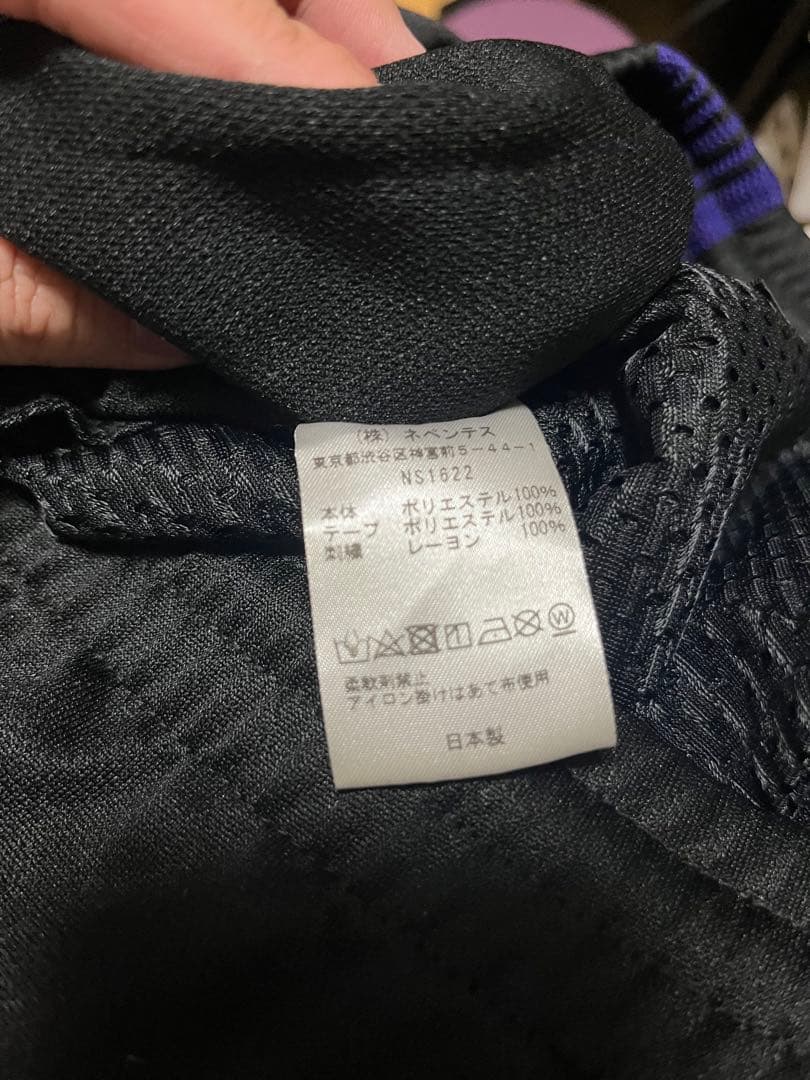 (株) ネペンテス
東京都渋谷区神宮前5-44-1
NS1622
本体 ポリエステル100%
テープ ポリエステル100%
刺繍 レーヨン 100%
柔軟剤禁止
アイロン掛けはあて布使用
日本製